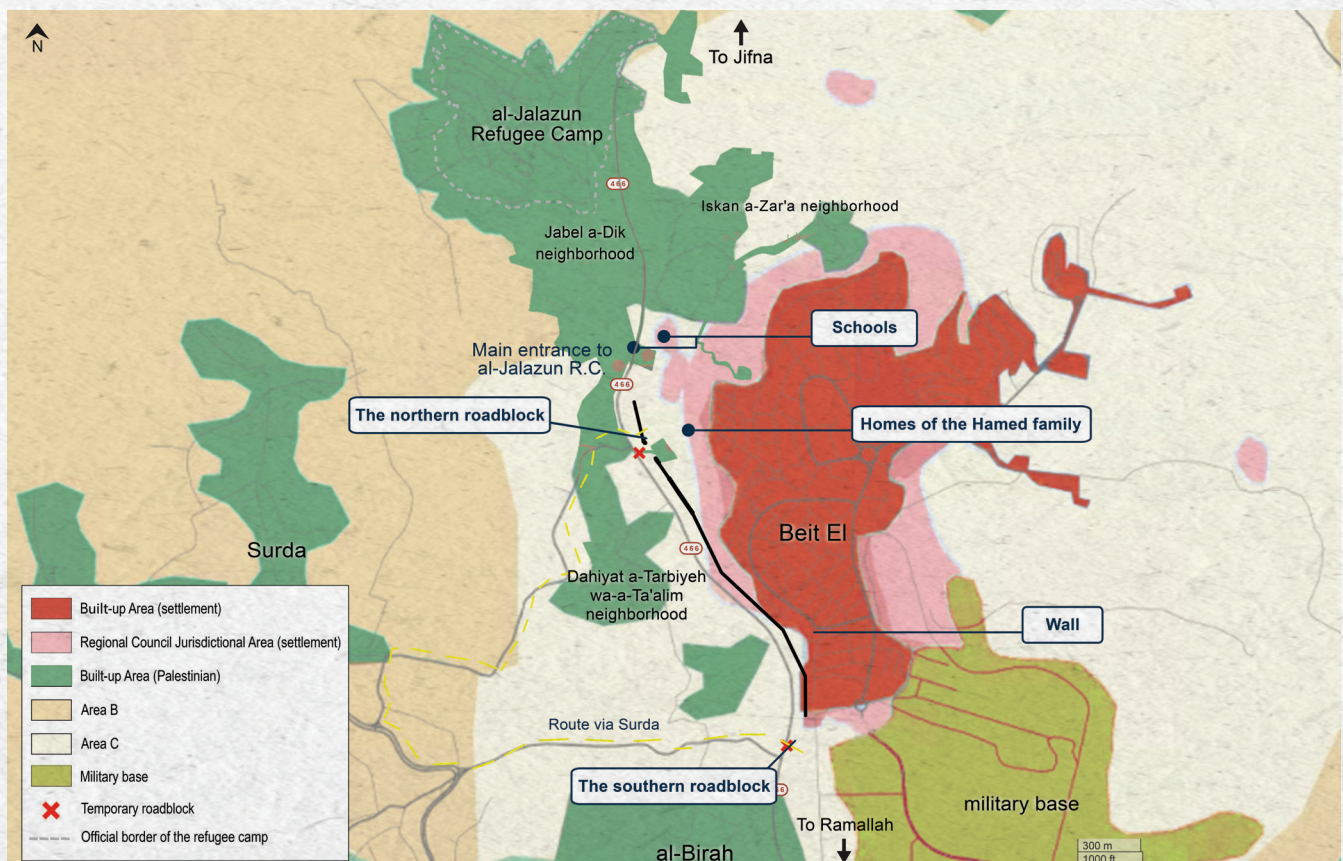 N
To Jifna
al-Jalazun
Refugee Camp
466
Iskan a-Zar'a neighborhood
Jabel a-Dik
neighborhood
Schools
Main entrance to
al-Jalazun R.C.
466
The northern roadblock
Homes of the Hamed family
Beit El
Surda
466
Dahiyat a-Tarbiyeh
wa-a-Ta'alim
neighborhood
Wall
Built-up Area (settlement)
Regional Council Jurisdictional Area (settlement)
Built-up Area (Palestinian)
Area B
Area C
Military base
Temporary roadblock
Official border of the refugee camp
Route via Surda
The southern roadblock
military base
To Ramallah
al-Birah
300 m
1000 ft